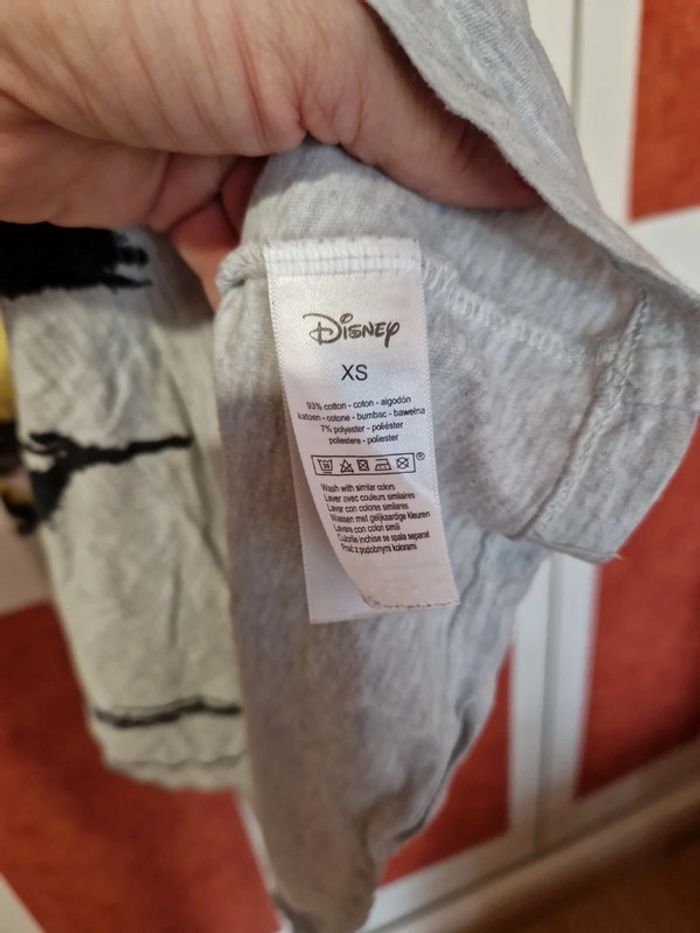 Disney
XS
93% cotton - coton - algodón
katoen - cotone - bumbac - bawełna
7% polyester - poliéster
poliestere - poliester
®
Wash with similar colors
Laver avec couleurs similaires
Lavar con colores similares
Wassen met gelijkaardige kleuren
Lavare con colori simili
Culorile inchise se spala separat
Prać z podobnymi kolorami